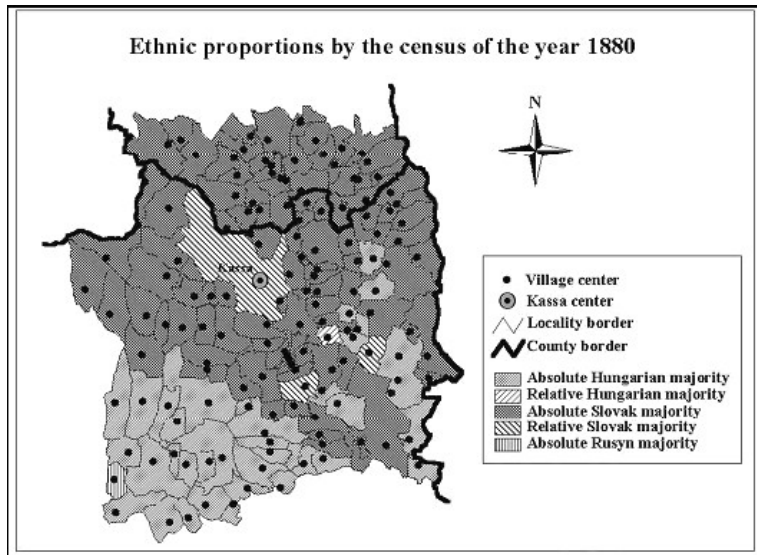 Ethnic proportions by the census of the year 1880
N
Kassa
Village center
Kassa center
Locality border
County border
Absolute Hungarian majority
Relative Hungarian majority
Absolute Slovak majority
Relative Slovak majority
Absolute Rusyn majority